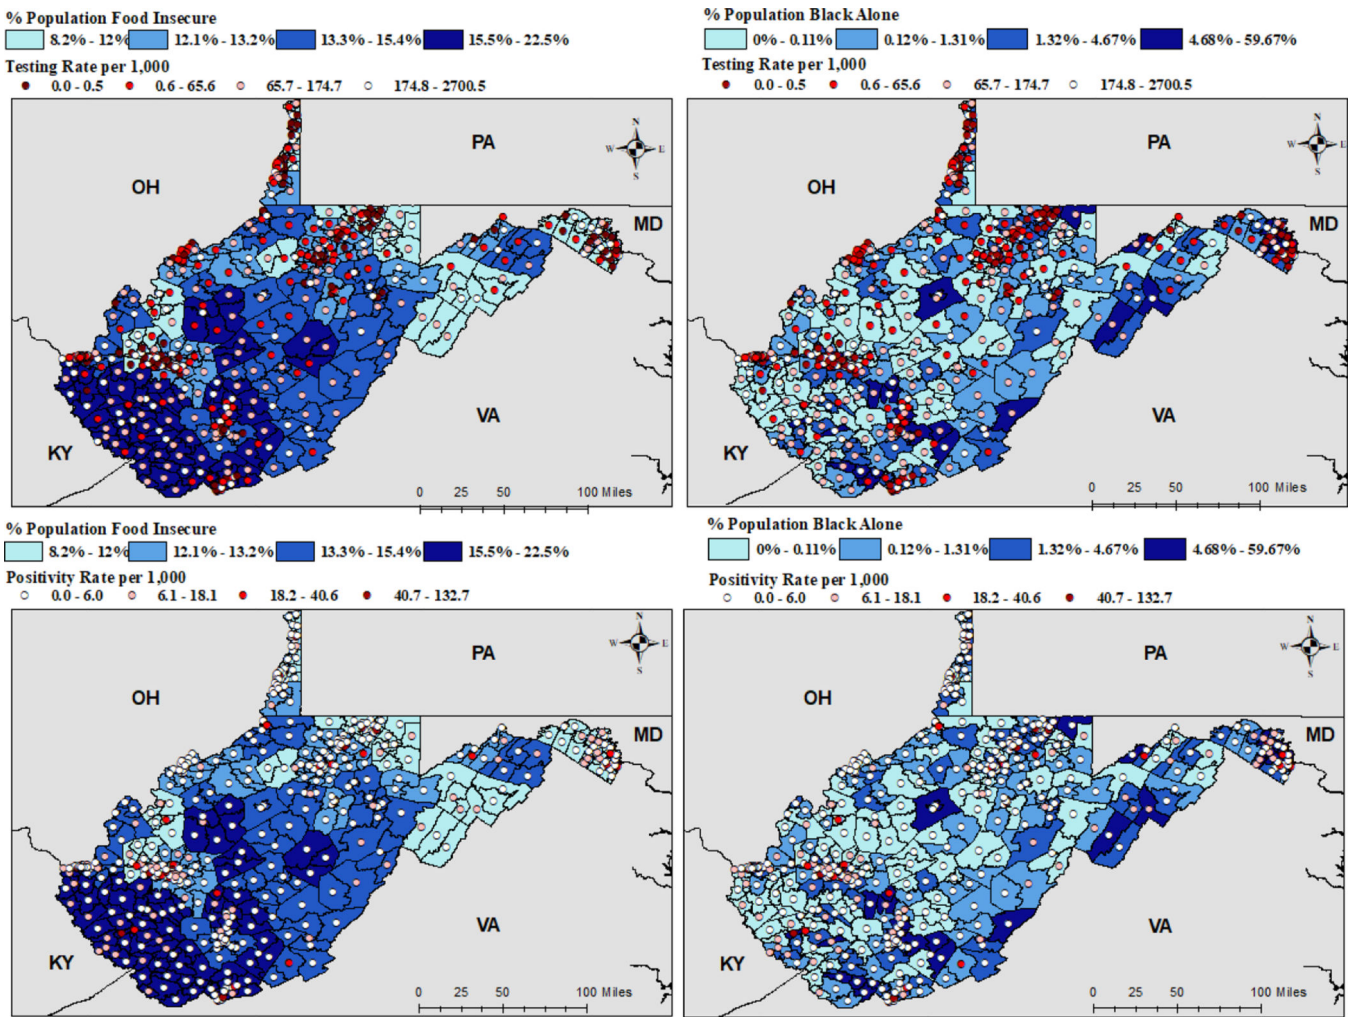 % Population Food Insecure
8.2% - 12% 12.1% - 13.2% 13.3% - 15.4% 15.5% - 22.5%
Testing Rate per 1,000
0.0 - 0.5 0.6 - 65.6 65.7 - 174.7 174.8 - 2700.5
N
W E
S
PA
OH
MD
VA
KY
0 25 50 100 Miles
% Population Black Alone
0% - 0.11% 0.12% - 1.31% 1.32% - 4.67% 4.68% - 59.67%
Testing Rate per 1,000
0.0 - 0.5 0.6 - 65.6 65.7 - 174.7 174.8 - 2700.5
N
W E
S
PA
OH
MD
VA
KY
0 25 50 100 Miles
% Population Food Insecure
8.2% - 12% 12.1% - 13.2% 13.3% - 15.4% 15.5% - 22.5%
Positivity Rate per 1,000
0.0 - 6.0 6.1 - 18.1 18.2 - 40.6 40.7 - 132.7
N
W E
S
PA
OH
MD
VA
KY
0 25 50 100 Miles
% Population Black Alone
0% - 0.11% 0.12% - 1.31% 1.32% - 4.67% 4.68% - 59.67%
Positivity Rate per 1,000
0.0 - 6.0 6.1 - 18.1 18.2 - 40.6 40.7 - 132.7
N
W E
S
PA
OH
MD
VA
KY
0 25 50 100 Miles